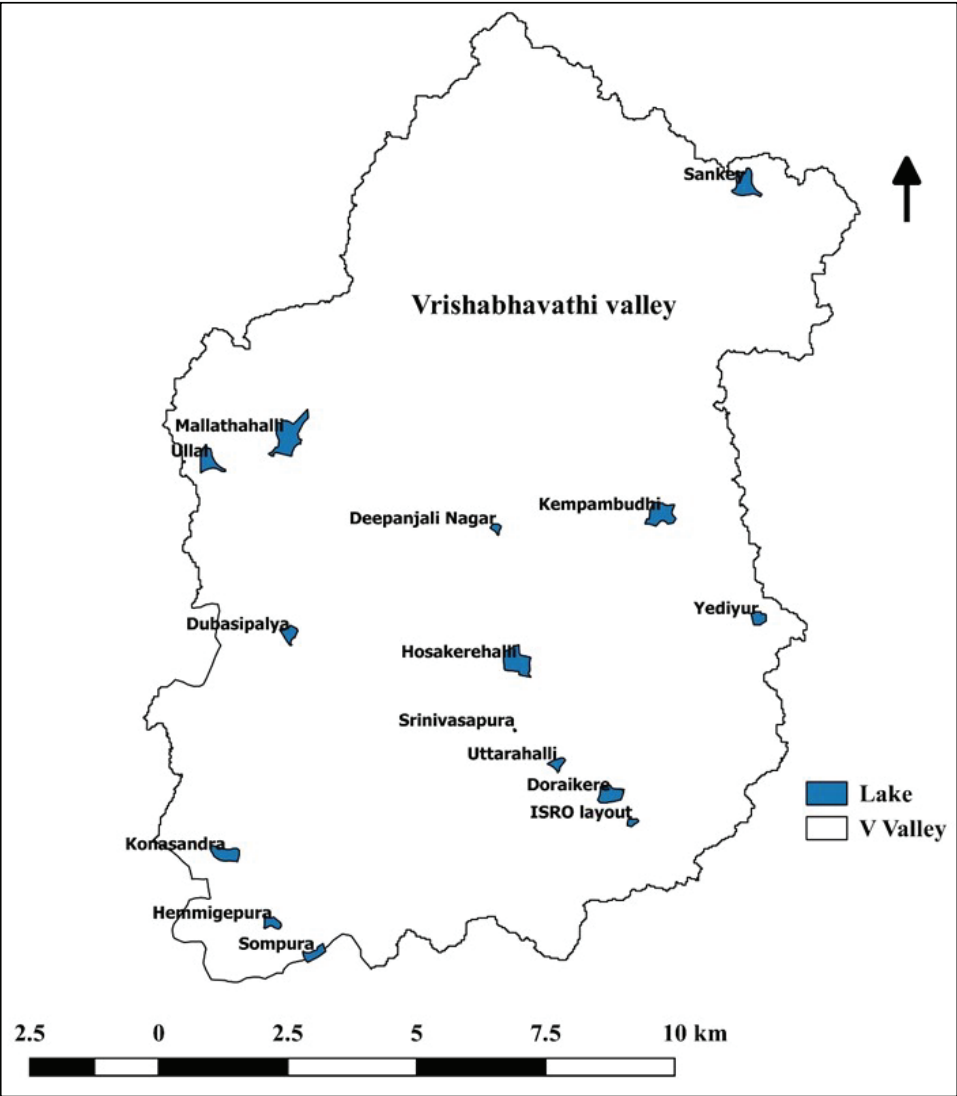 Sankey
Vrishabhavathi valley
Mallathahalli
Ullal
Kempambudhi
Deepanjali Nagar
Yediyur
Dubasipalya
Hosakerehalli
Srinivasapura
Uttarahalli
Doraikere
ISRO layout
Lake
V Valley
Konasandra
Hemmigepura
Sompura
2.5 0 2.5 5 7.5 10 km